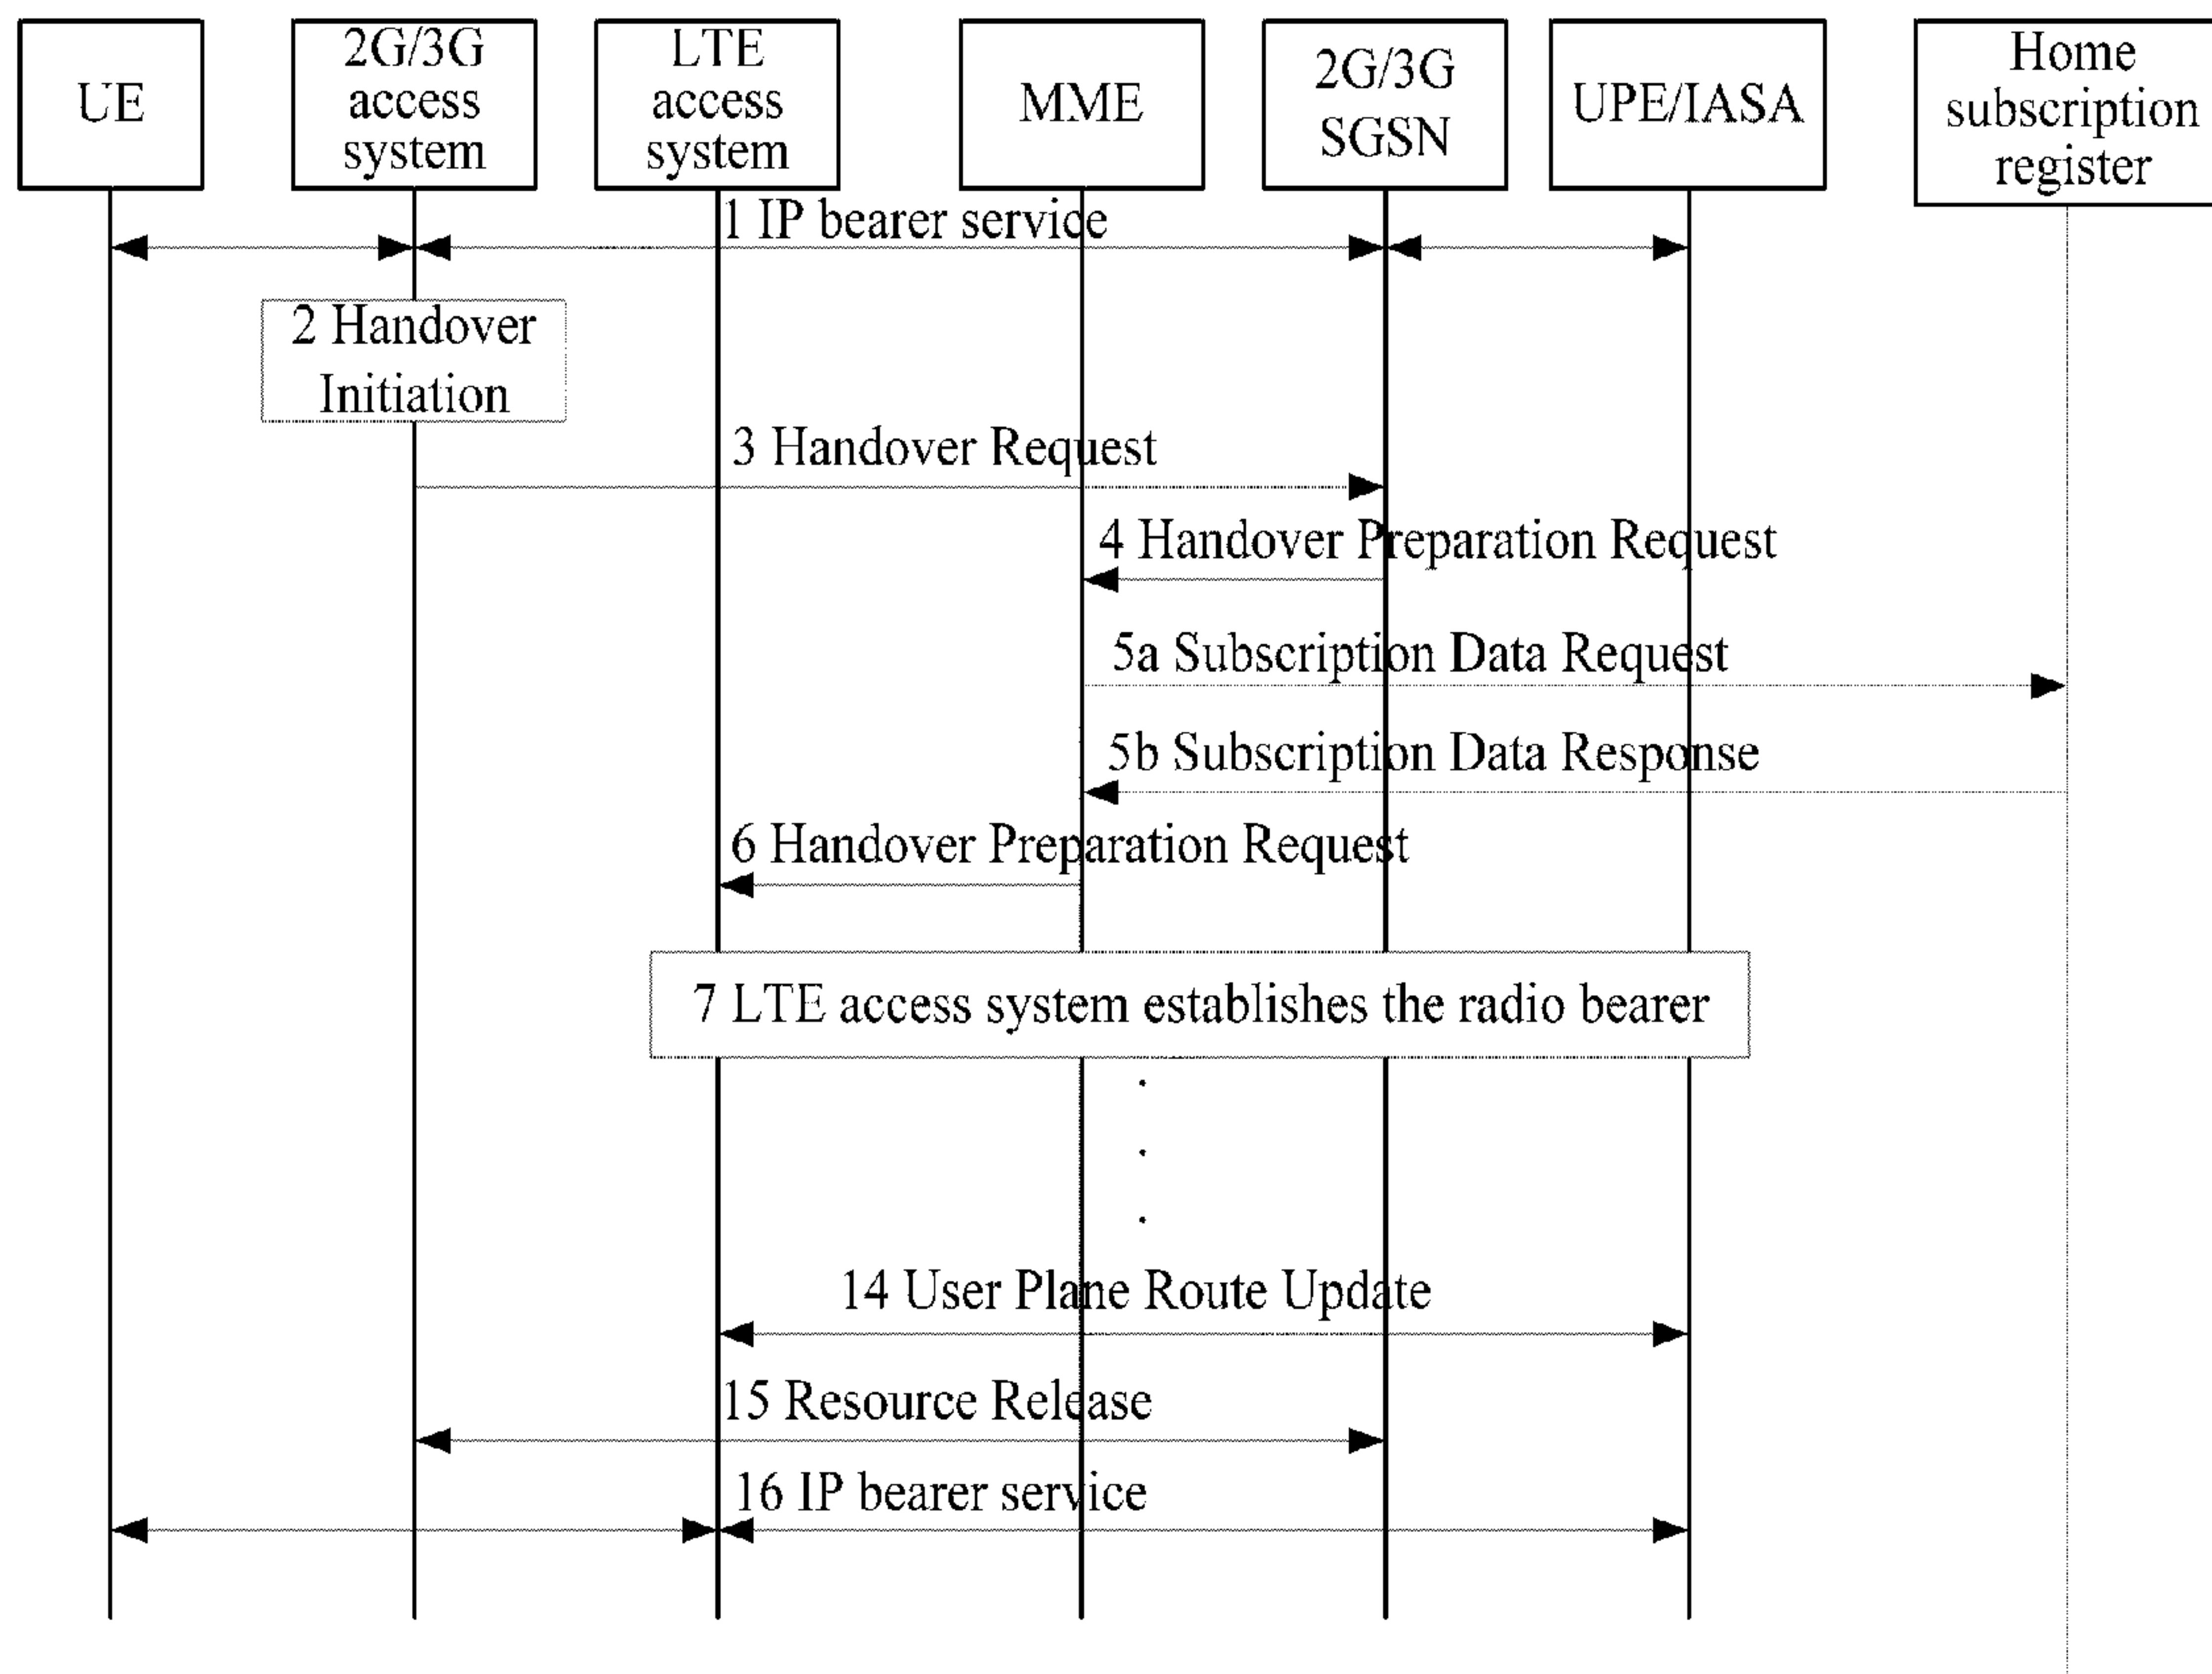 UE
2G/3G
access
system
LTE
access
system
MME
2G/3G
SGSN
UPE/IASA
Home
subscription
register
1 IP bearer service
2 Handover
Initiation
3 Handover Request
4 Handover Preparation Request
5a Subscription Data Request
5b Subscription Data Response
6 Handover Preparation Request
7 LTE access system establishes the radio bearer
14 User Plane Route Update
15 Resource Release
16 IP bearer service